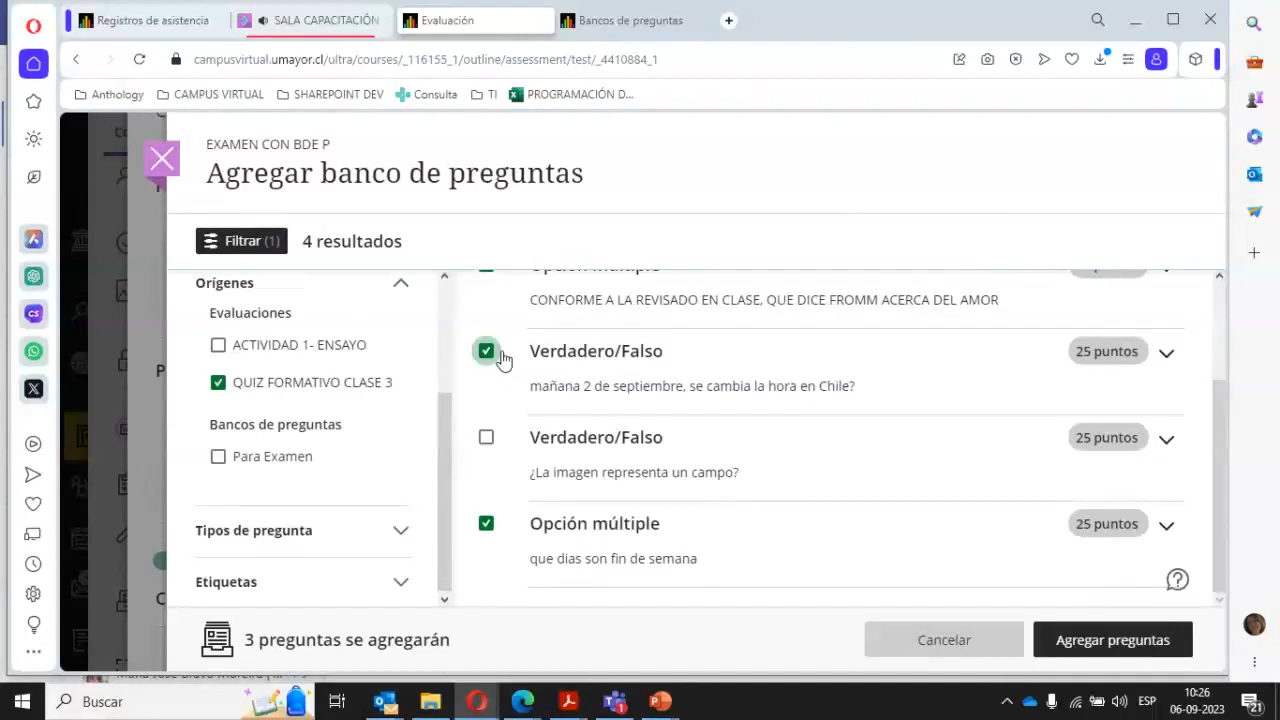 Registros de asistencia
SALA CAPACITACIÓN
Evaluación
Bancos de preguntas
campusvirtual.umayor.cl/ultra/courses/_116155_1/outline/assessment/test/_4410884_1
Anthology
CAMPUS VIRTUAL
SHAREPOINT DEV
Consulta
TI
PROGRAMACIÓN D...
EXAMEN CON BDE P
Agregar banco de preguntas
Filtrar (1)
4 resultados
Orígenes
Evaluaciones
ACTIVIDAD 1- ENSAYO
QUIZ FORMATIVO CLASE 3
Bancos de preguntas
Para Examen
Tipos de pregunta
Etiquetas
Opción múltiple
CONFORME A LA REVISADO EN CLASE, QUE DICE FROMM ACERCA DEL AMOR
Verdadero/Falso
25 puntos
mañana 2 de septiembre, se cambia la hora en Chile?
Verdadero/Falso
25 puntos
¿La imagen representa un campo?
Opción múltiple
25 puntos
que dias son fin de semana
3 preguntas se agregarán
Cancelar
Agregar preguntas
Buscar
ESP
10:26
06-09-2023
21